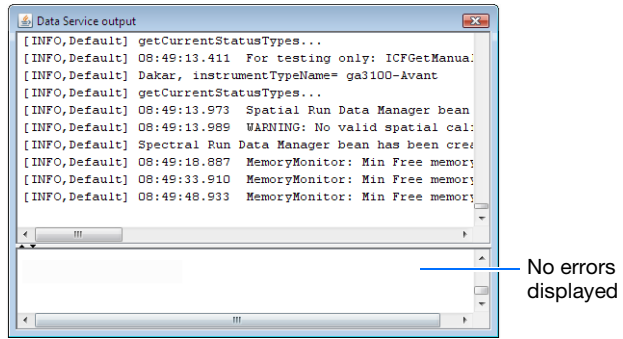 Data Service output
[INFO,Default] getCurrentStatusTypes...
[INFO,Default] 08:49:13.411 For testing only: ICFGetManual
[INFO,Default] Dakar, instrumentTypeName= ga3100-Avant
[INFO,Default] getCurrentStatusTypes...
[INFO,Default] 08:49:13.973 Spatial Run Data Manager bean
[INFO,Default] 08:49:13.989 WARNING: No valid spatial cal
[INFO,Default] Spectral Run Data Manager bean has been crea
[INFO,Default] 08:49:18.887 MemoryMonitor: Min Free memory
[INFO,Default] 08:49:33.910 MemoryMonitor: Min Free memory
[INFO,Default] 08:49:48.933 MemoryMonitor: Min Free memory
No errors
displayed